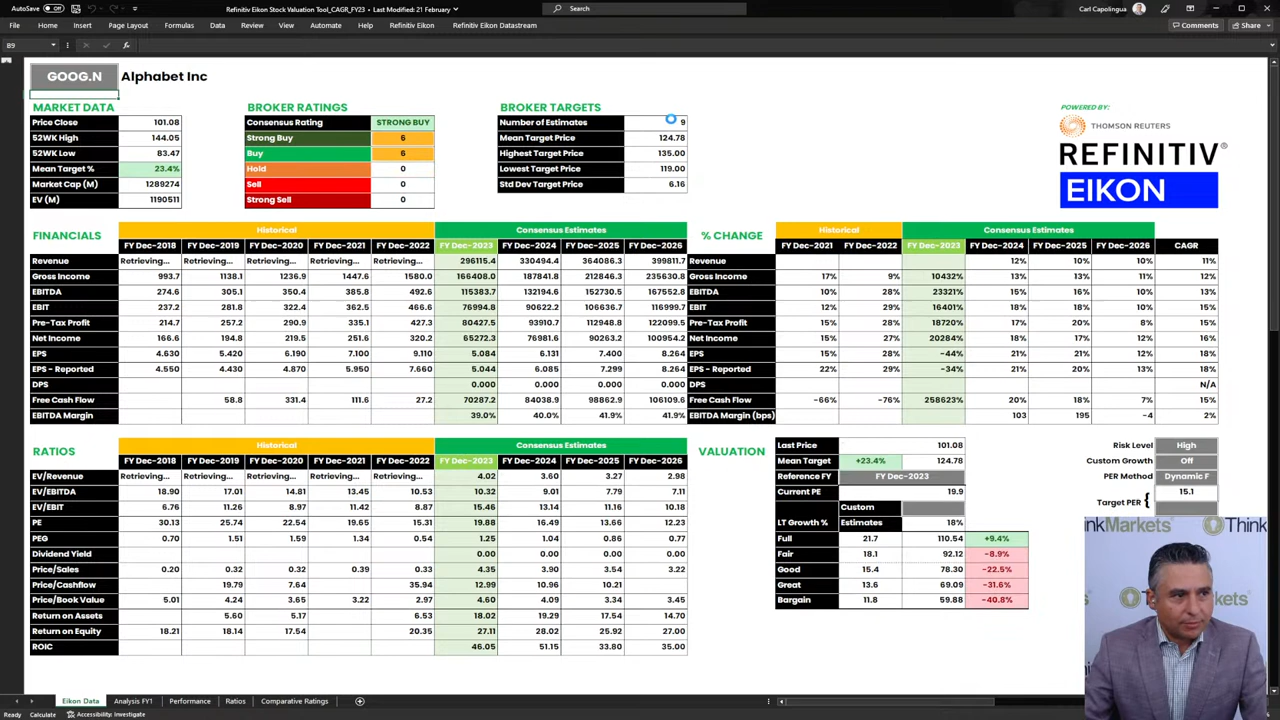 AutoSave Off Refinitiv Eikon Stock Valuation Tool_CAGR_FY23 – Last Modified: 21 February Search Carl Capolingua
File Home Insert Page Layout Formulas Data Review View Automate Help Refinitiv Eikon Refinitiv Eikon Datastream Comments Share
B9 fx
GOOG.N Alphabet Inc
MARKET DATA BROKER RATINGS BROKER TARGETS POWERED BY:
Price Close 101.08 Consensus Rating STRONG BUY Number of Estimates 9 THOMSON REUTERS
52WK High 144.05 Strong Buy 6 Mean Target Price 124.78
52WK Low 83.47 Buy 6 Highest Target Price 135.00 REFINITIV®
Mean Target % 23.4% Hold 0 Lowest Target Price 119.00
Market Cap (M) 1289274 Sell 0 Std Dev Target Price 6.16 EIKON
EV (M) 1190511 Strong Sell 0
FINANCIALS Historical Consensus Estimates % CHANGE Historical Consensus Estimates
FY Dec-2018 FY Dec-2019 FY Dec-2020 FY Dec-2021 FY Dec-2022 FY Dec-2023 FY Dec-2024 FY Dec-2025 FY Dec-2026 FY Dec-2021 FY Dec-2022 FY Dec-2023 FY Dec-2024 FY Dec-2025 FY Dec-2026 CAGR
Revenue Retrieving... Retrieving... Retrieving... Retrieving... Retrieving... 296115.4 330494.4 364086.3 399811.7 Revenue 12% 10% 10% 11%
Gross Income 993.7 1138.1 1236.9 1447.6 1580.0 166408.0 187841.8 212846.3 235630.8 Gross Income 17% 9% 10432% 13% 13% 11% 12%
EBITDA 274.6 305.1 350.4 385.8 492.6 115383.7 132194.6 152730.5 167552.8 EBITDA 10% 28% 23321% 15% 16% 10% 13%
EBIT 237.2 281.8 322.4 362.5 466.6 76994.8 90622.2 106636.7 116999.7 EBIT 12% 29% 16401% 18% 18% 10% 15%
Pre-Tax Profit 214.7 257.2 290.9 335.1 427.3 80427.5 93910.7 112948.8 122099.5 Pre-Tax Profit 15% 28% 18720% 17% 20% 8% 15%
Net Income 166.6 194.8 219.5 251.6 320.2 65272.3 76981.6 90263.2 100954.2 Net Income 15% 27% 20284% 18% 17% 12% 16%
EPS 4.630 5.420 6.190 7.100 9.110 5.084 6.131 7.400 8.264 EPS 15% 28% -44% 21% 21% 12% 18%
EPS - Reported 4.550 4.430 4.870 5.950 7.660 5.044 6.085 7.299 8.264 EPS - Reported 22% 29% -34% 21% 20% 13% 18%
DPS 0.000 0.000 0.000 0.000 DPS N/A
Free Cash Flow 58.8 331.4 111.6 27.2 70287.2 84038.9 98862.9 106109.6 Free Cash Flow -66% -76% 258623% 20% 18% 7% 15%
EBITDA Margin 39.0% 40.0% 41.9% 41.9% EBITDA Margin (bps) 103 195 -4 2%
RATIOS Historical Consensus Estimates VALUATION Last Price 101.08 Risk Level High
FY Dec-2018 FY Dec-2019 FY Dec-2020 FY Dec-2021 FY Dec-2022 FY Dec-2023 FY Dec-2024 FY Dec-2025 FY Dec-2026 Mean Target +23.4% 124.78 Custom Growth Off
EV/Revenue Retrieving... Retrieving... Retrieving... Retrieving... Retrieving... 4.02 3.60 3.27 2.98 Reference FY FY Dec-2023 PER Method Dynamic F
EV/EBITDA 18.90 17.01 14.81 13.45 10.53 10.32 9.01 7.79 7.11 Current PE 19.9 Target PER { 15.1
EV/EBIT 6.76 11.26 8.97 11.42 8.87 15.46 13.14 11.16 10.18 Custom
PE 30.13 25.74 22.54 19.65 15.31 19.88 16.49 13.66 12.23 LT Growth % Estimates 18%
PEG 0.70 1.51 1.59 1.34 0.54 1.25 1.04 0.86 0.77 Full 21.7 110.54 +9.4%
Dividend Yield 0.00 0.00 0.00 Fair 18.1 92.12 -8.9%
Price/Sales 0.20 0.32 0.32 0.39 0.33 4.35 3.90 3.54 3.22 Good 15.4 78.30 -22.5%
Price/Cashflow 19.79 7.64 35.94 12.99 10.96 10.21 Great 13.6 69.09 -31.6%
Price/Book Value 5.01 4.24 3.65 3.22 2.97 4.60 4.09 3.34 3.45 Bargain 11.8 59.88 -40.8%
Return on Assets 5.60 5.17 6.53 18.02 19.29 17.54 14.70
Return on Equity 18.21 18.14 17.54 20.35 27.11 28.02 25.92 27.00
ROIC 46.05 51.15 33.80 35.00
ThinkMarkets Think
Eikon Data Analysis FY1 Performance Ratios Comparative Ratings
Ready Calculate Accessibility: Investigate